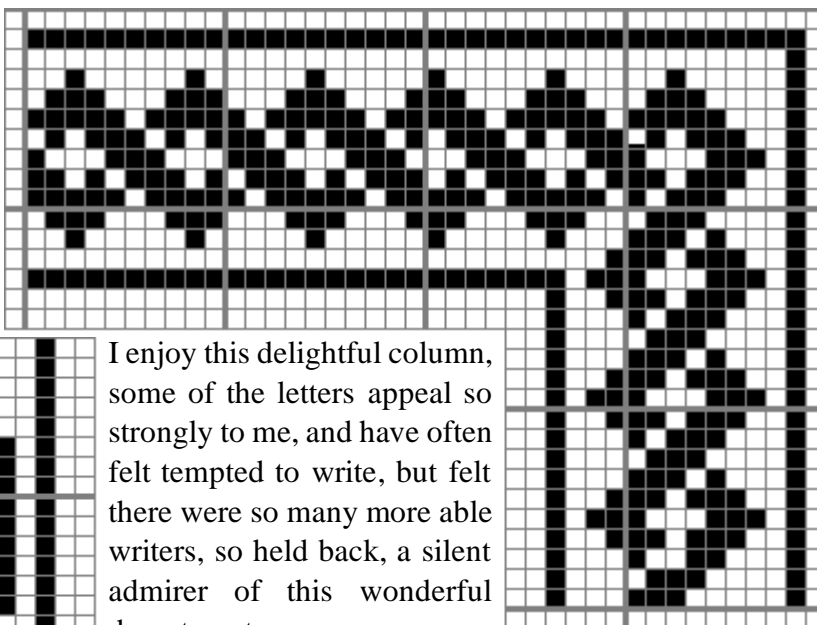 I enjoy this delightful column,
some of the letters appeal so
strongly to me, and have often
felt tempted to write, but felt
there were so many more able
writers, so held back, a silent
admirer of this wonderful